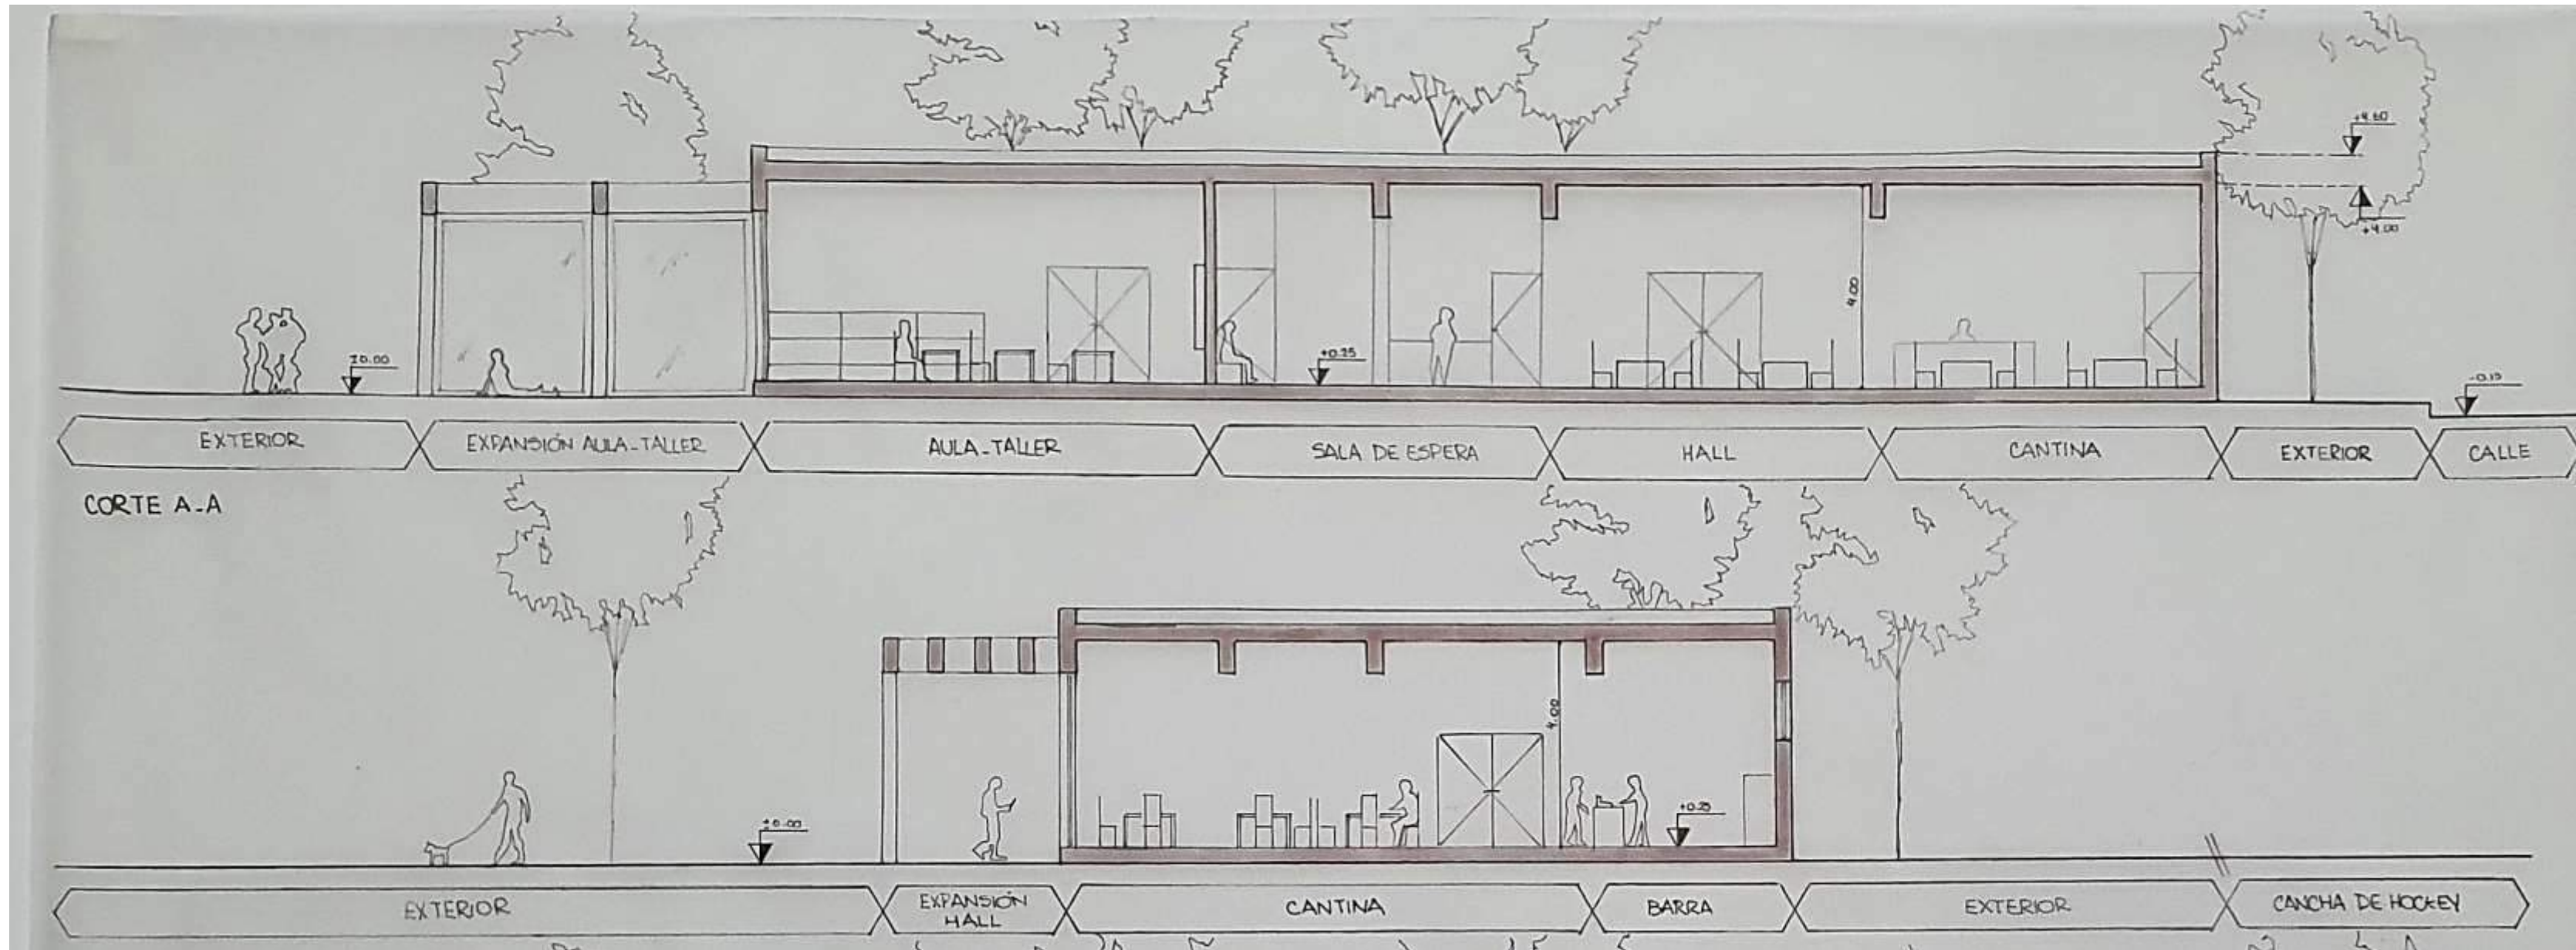 +4.60
+4.00
4.00
±0.00
+0.25
-0.15
EXTERIOR
EXPANSIÓN AULA-TALLER
AULA-TALLER
SALA DE ESPERA
HALL
CANTINA
EXTERIOR
CALLE
CORTE A-A
4.00
±0.00
+0.25
EXTERIOR
EXPANSIÓN
HALL
CANTINA
BARRA
EXTERIOR
CANCHA DE HOCKEY